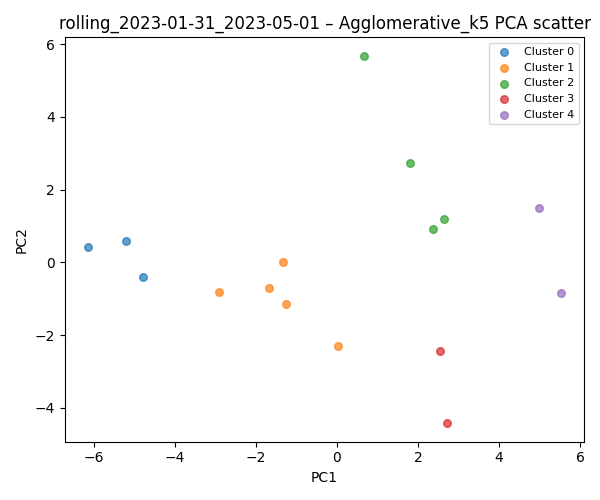 rolling_2023-01-31_2023-05-01 – Agglomerative_k5 PCA scatter
Cluster 0
Cluster 1
Cluster 2
Cluster 3
Cluster 4
6
4
2
0
−2
−4
PC2
−6 −4 −2 0 2 4 6
PC1